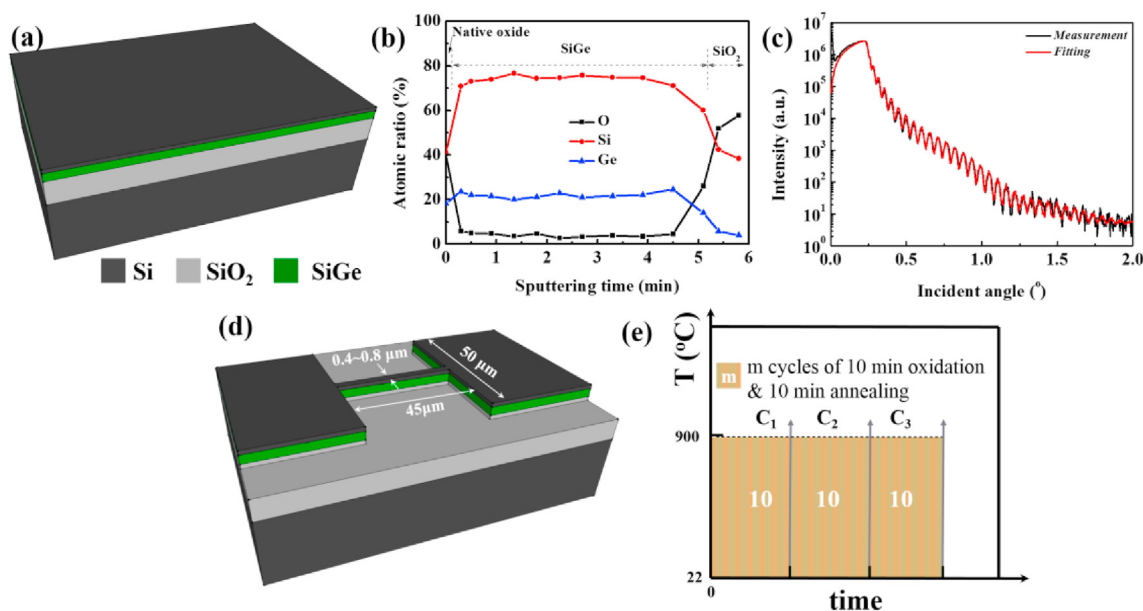 (a)
Si
SiO2
SiGe
(b)
Native oxide
SiGe
SiO2
O
Si
Ge
100
80
60
40
20
0
Atomic ratio (%)
0 1 2 3 4 5 6
Sputtering time (min)
(c)
Measurement
Fitting
10^7
10^6
10^5
10^4
10^3
10^2
10^1
10^0
Intensity (a.u.)
0.0 0.5 1.0 1.5 2.0
Incident angle (°)
(d)
0.4~0.8 μm
50 μm
45μm
(e)
T (°C)
m
m cycles of 10 min oxidation
& 10 min annealing
C1 C2 C3
900
10 10 10
22
0
time